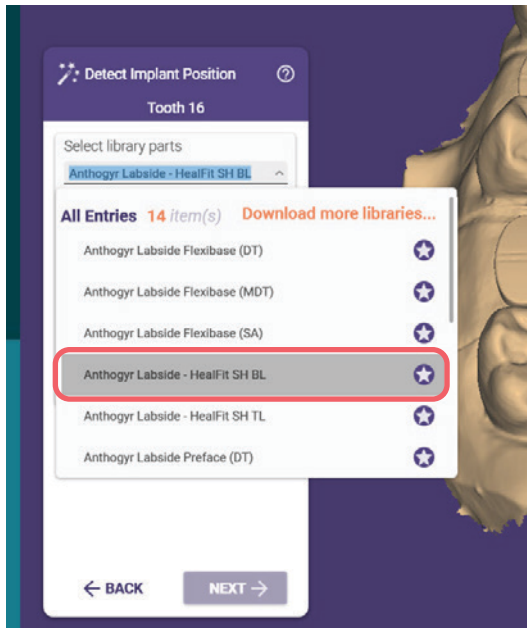 Detect Implant Position
Tooth 16
Select library parts
Anthogyr Labside - HealFit SH BL
All Entries 14 item(s) Download more libraries...
Anthogyr Labside Flexibase (DT)
Anthogyr Labside Flexibase (MDT)
Anthogyr Labside Flexibase (SA)
Anthogyr Labside - HealFit SH BL
Anthogyr Labside - HealFit SH TL
Anthogyr Labside Preface (DT)
BACK NEXT